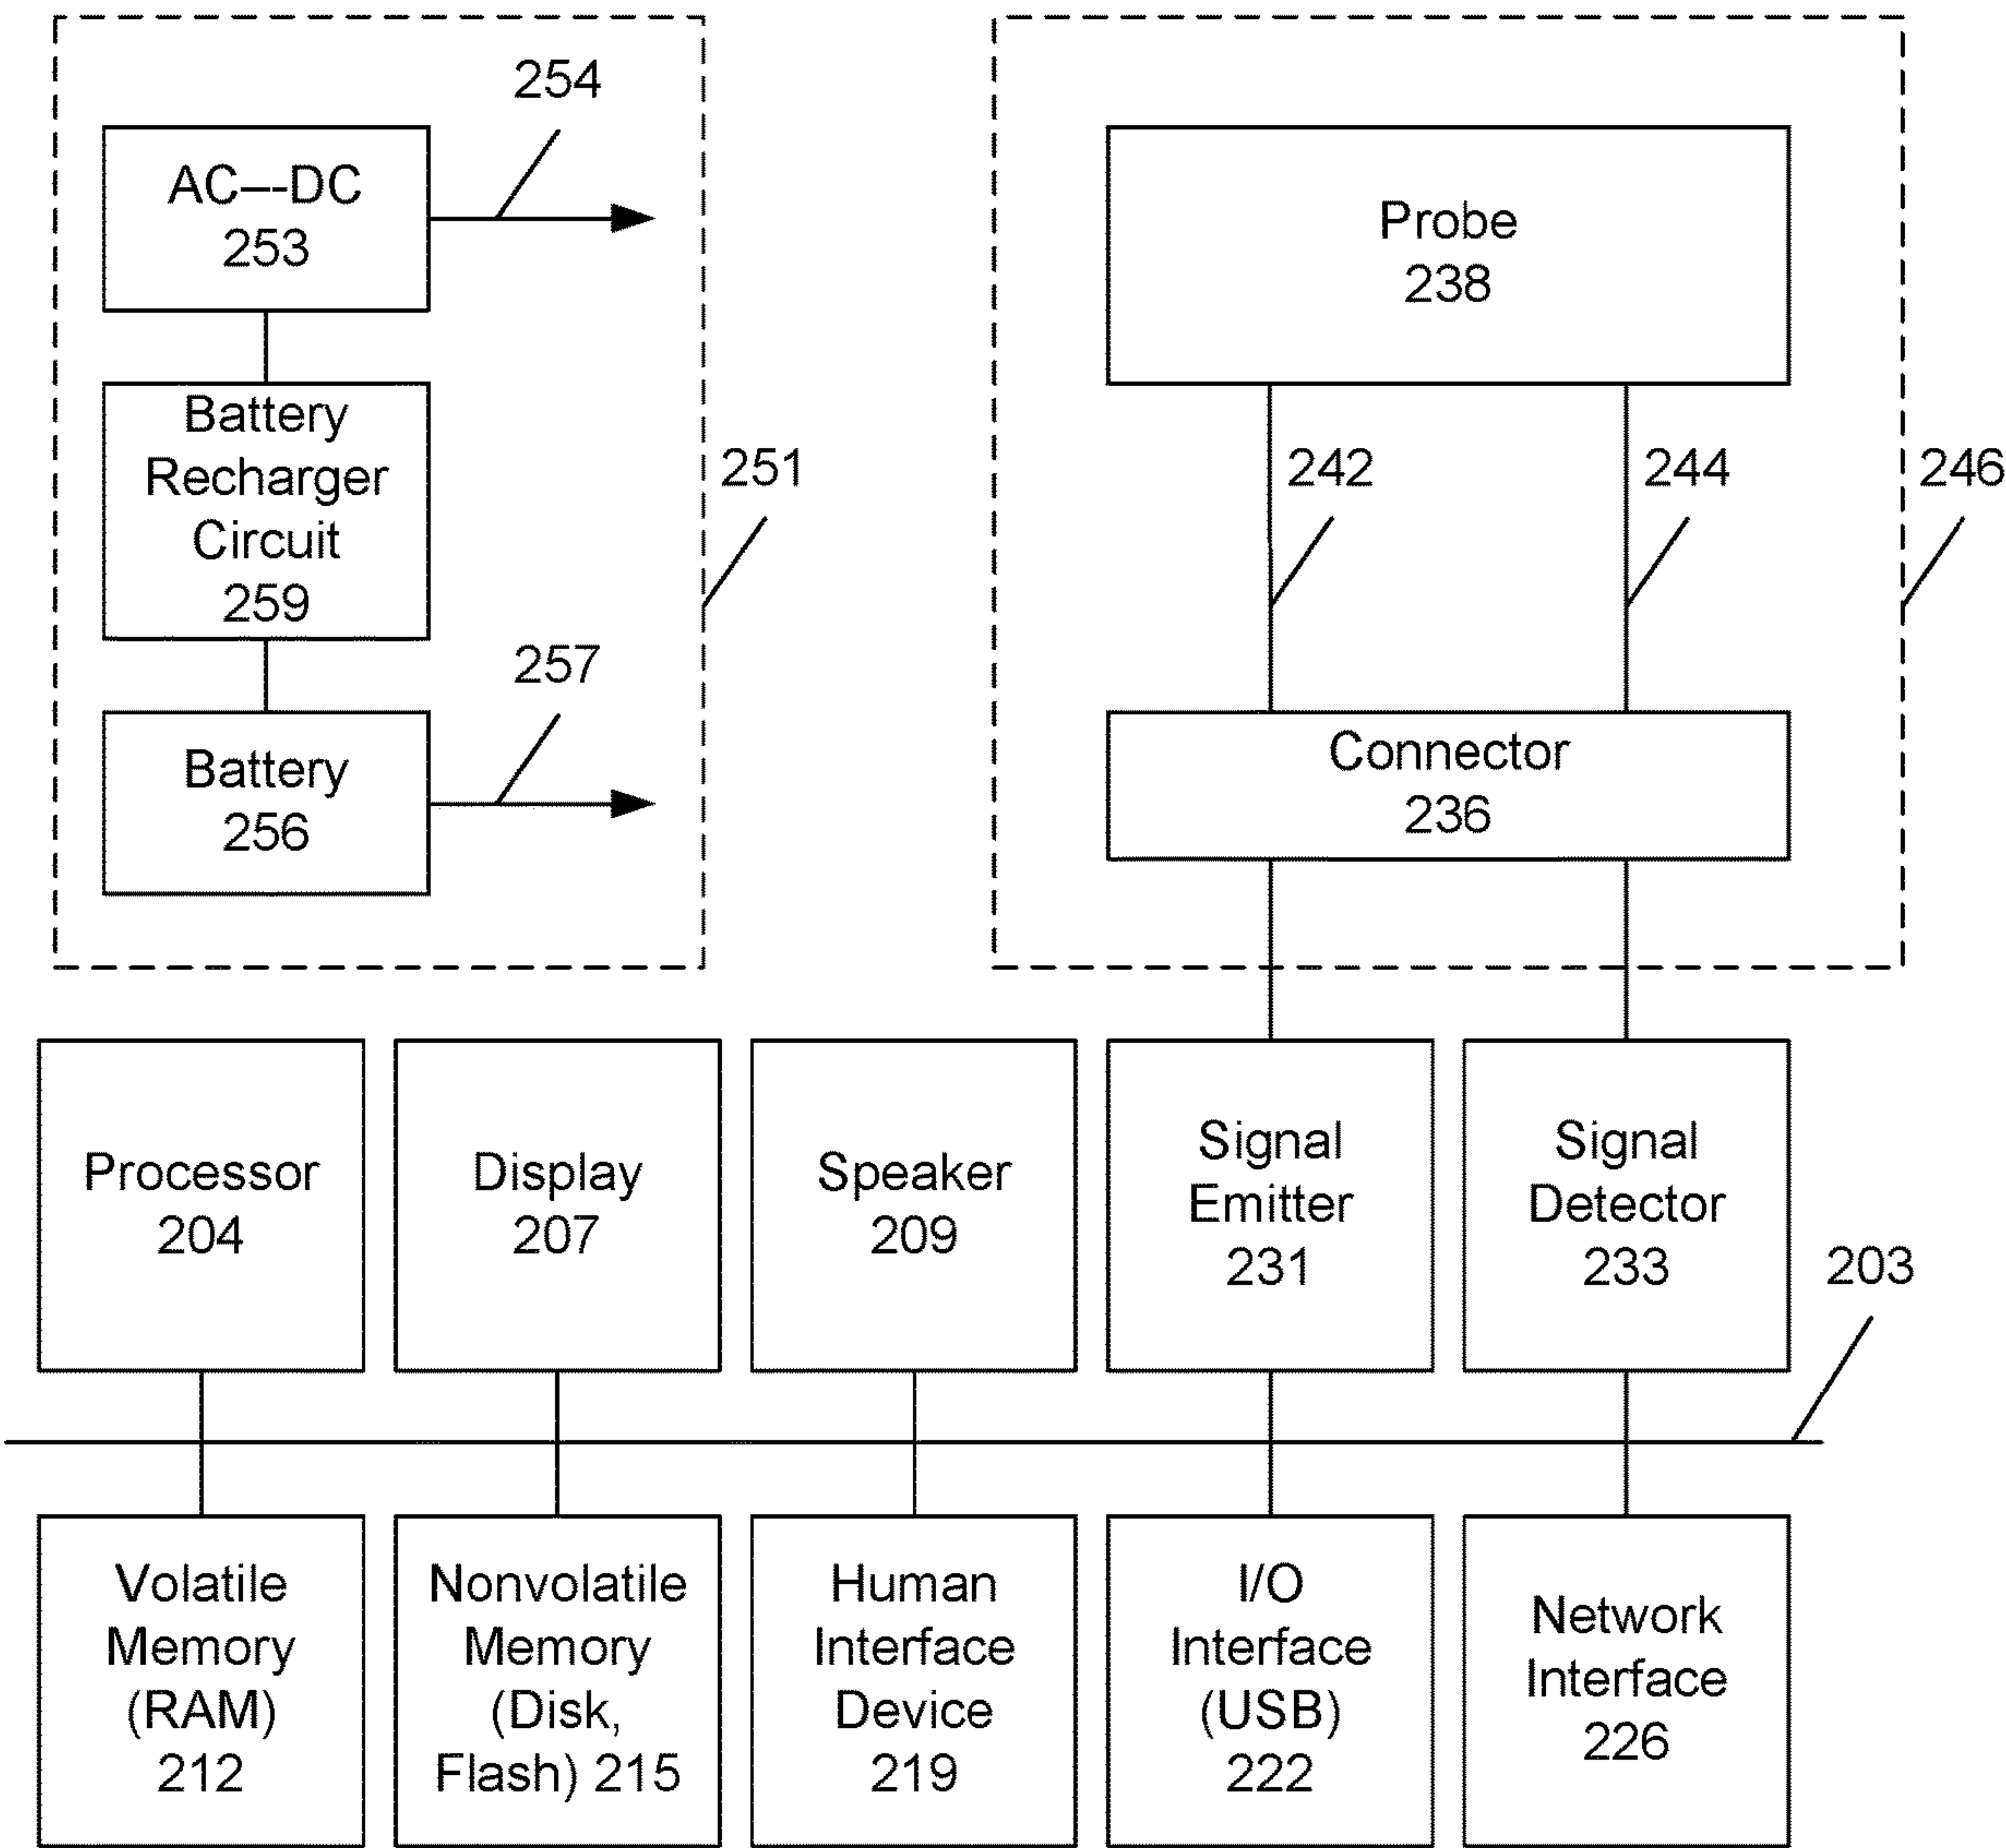 254
AC---DC
253
Probe
238
Battery
Recharger
Circuit
259
251
242
244
246
257
Battery
256
Connector
236
Processor
204
Display
207
Speaker
209
Signal
Emitter
231
Signal
Detector
233
203
Volatile
Memory
(RAM)
212
Nonvolatile
Memory
(Disk,
Flash) 215
Human
Interface
Device
219
I/O
Interface
(USB)
222
Network
Interface
226